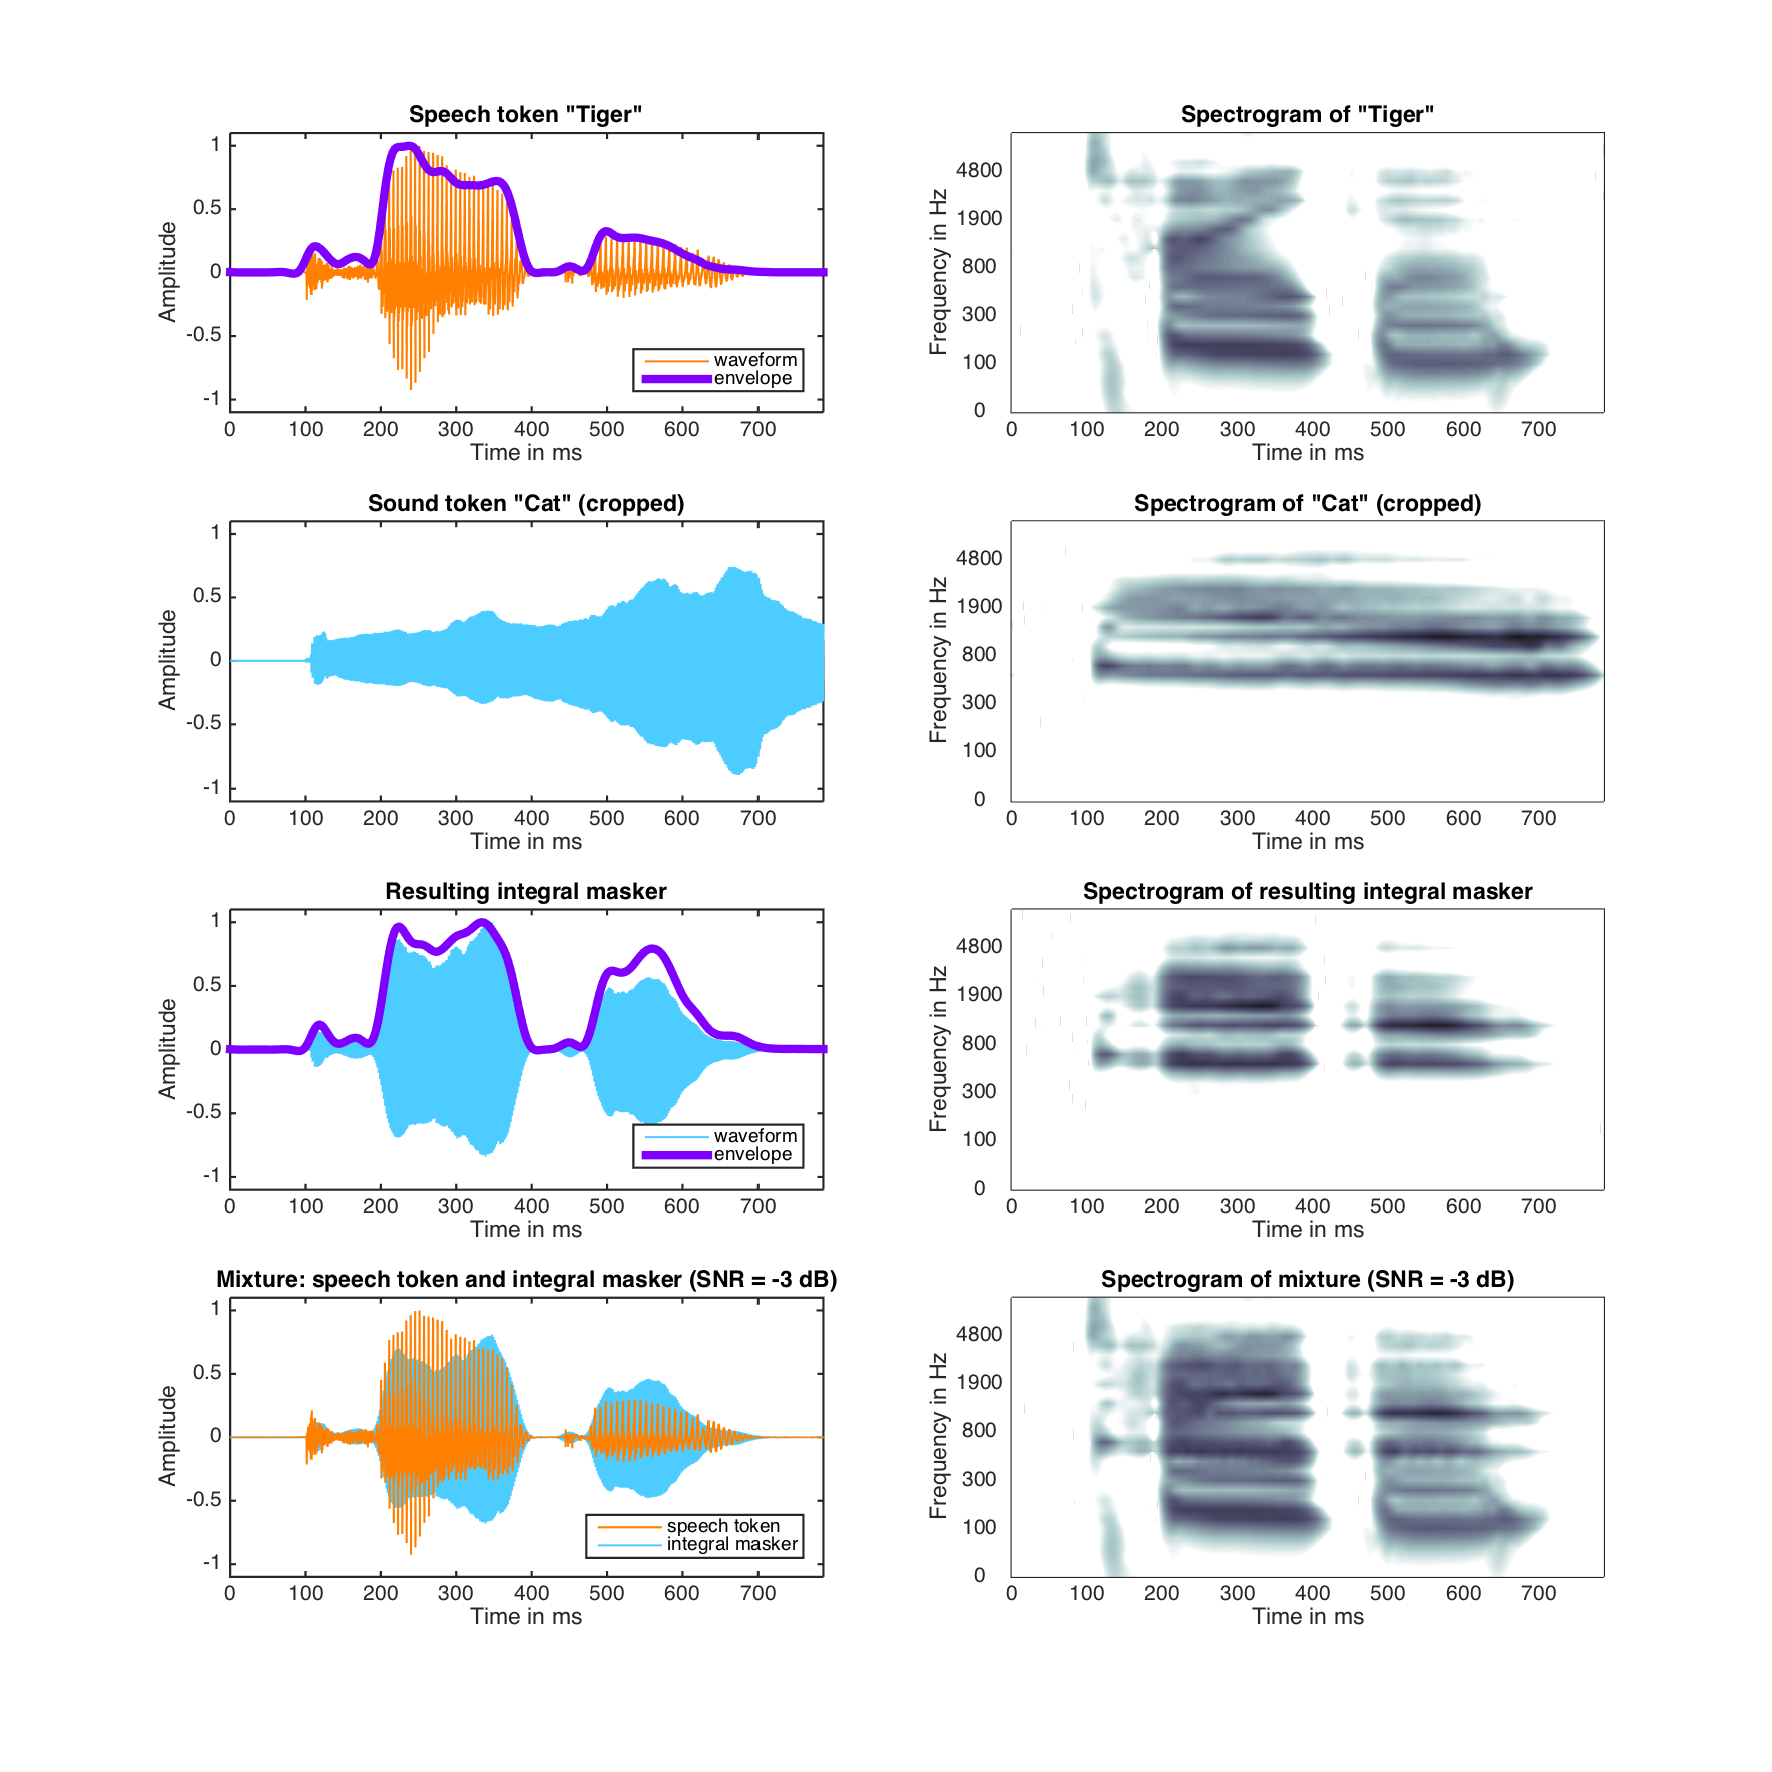 Speech token "Tiger"
1
0.5
0
-0.5
-1
Amplitude
waveform
envelope
0 100 200 300 400 500 600 700
Time in ms
Spectrogram of "Tiger"
4800
1900
800
300
100
0
Frequency in Hz
0 100 200 300 400 500 600 700
Time in ms
Sound token "Cat" (cropped)
1
0.5
0
-0.5
-1
Amplitude
0 100 200 300 400 500 600 700
Time in ms
Spectrogram of "Cat" (cropped)
4800
1900
800
300
100
0
Frequency in Hz
0 100 200 300 400 500 600 700
Time in ms
Resulting integral masker
1
0.5
0
-0.5
-1
Amplitude
waveform
envelope
0 100 200 300 400 500 600 700
Time in ms
Spectrogram of resulting integral masker
4800
1900
800
300
100
0
Frequency in Hz
0 100 200 300 400 500 600 700
Time in ms
Mixture: speech token and integral masker (SNR = -3 dB)
1
0.5
0
-0.5
-1
Amplitude
speech token
integral masker
0 100 200 300 400 500 600 700
Time in ms
Spectrogram of mixture (SNR = -3 dB)
4800
1900
800
300
100
0
Frequency in Hz
0 100 200 300 400 500 600 700
Time in ms